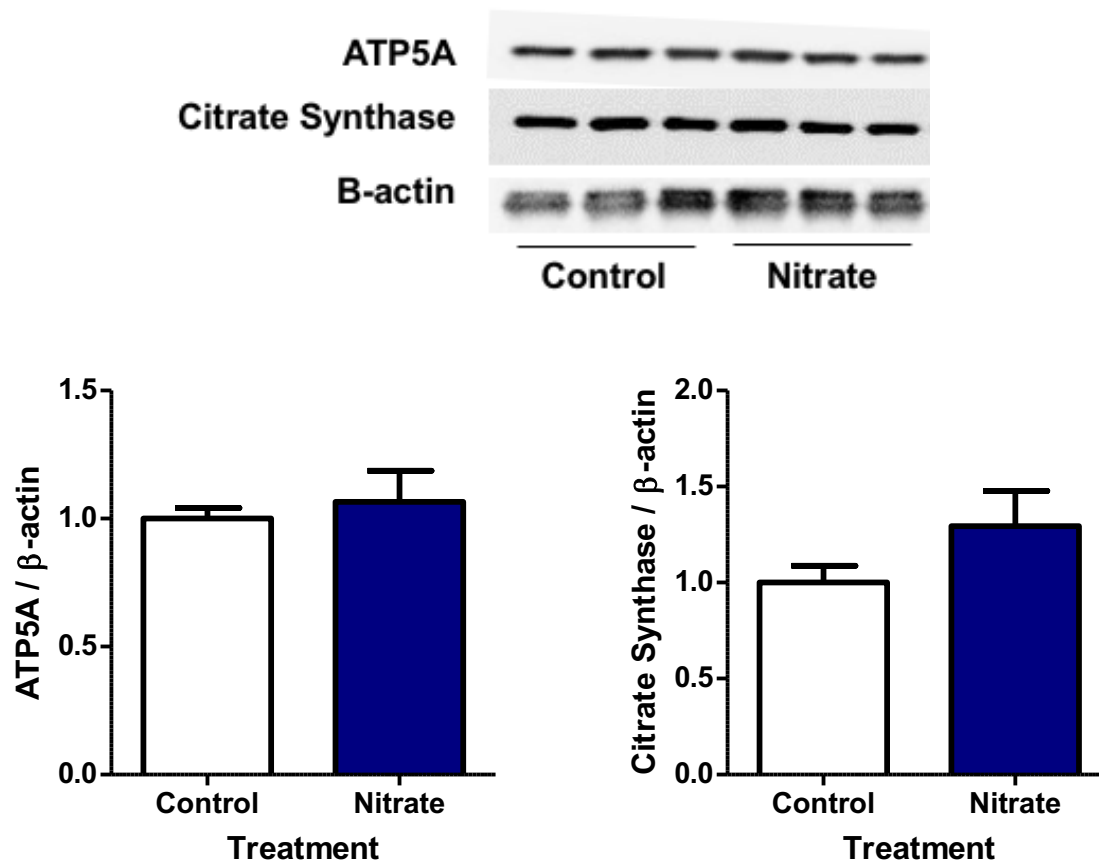 ATP5A
Citrate Synthase
B-actin
Control Nitrate
ATP5A / β-actin
1.5
1.0
0.5
0.0
Control Nitrate
Treatment
Citrate Synthase / β-actin
2.0
1.5
1.0
0.5
0.0
Control Nitrate
Treatment